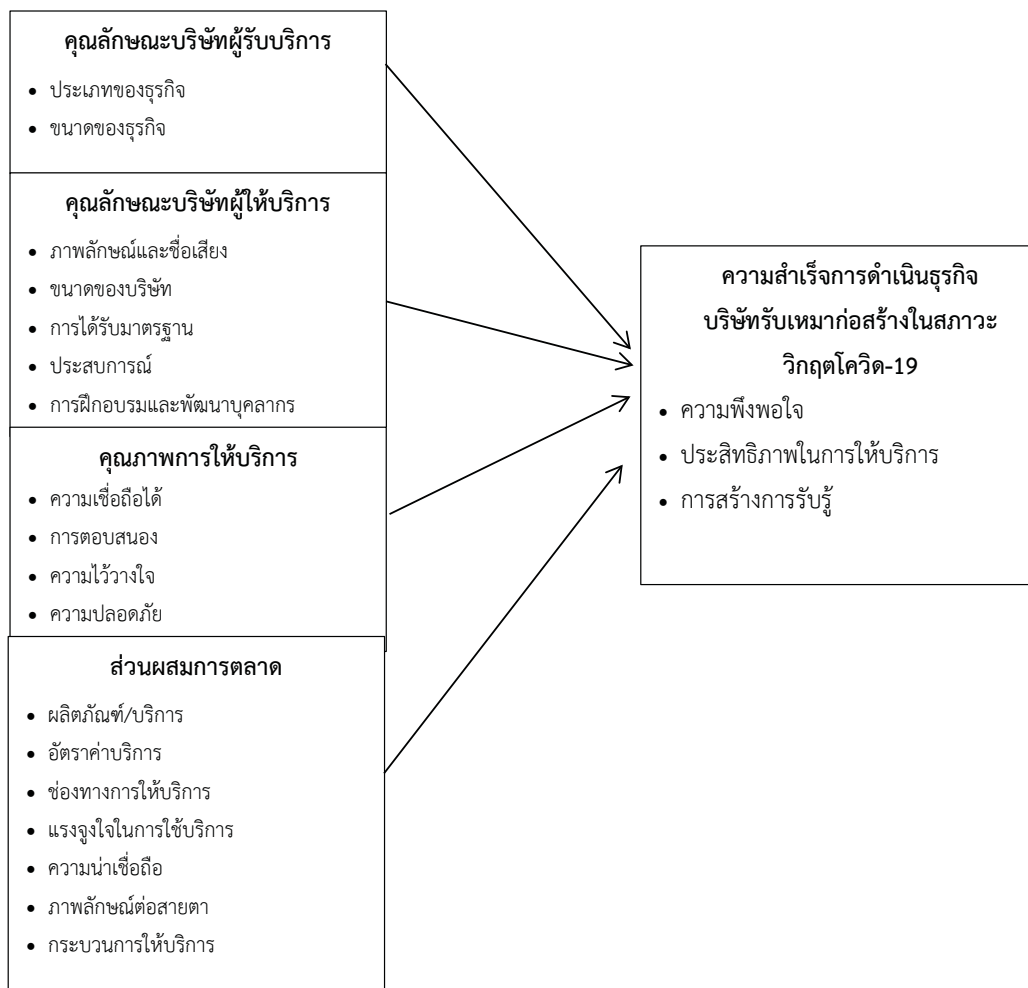 คุณลักษณะบริษัทผู้รับบริการ
• ประเภทของธุรกิจ
• ขนาดของธุรกิจ
คุณลักษณะบริษัทผู้ให้บริการ
• ภาพลักษณ์และชื่อเสียง
• ขนาดของบริษัท
• การได้รับมาตรฐาน
• ประสบการณ์
• การฝึกอบรมและพัฒนาบุคลากร
คุณภาพการให้บริการ
• ความเชื่อถือได้
• การตอบสนอง
• ความไว้วางใจ
• ความปลอดภัย
ส่วนผสมการตลาด
• ผลิตภัณฑ์/บริการ
• อัตราค่าบริการ
• ช่องทางการให้บริการ
• แรงจูงใจในการใช้บริการ
• ความน่าเชื่อถือ
• ภาพลักษณ์ต่อสายตา
• กระบวนการให้บริการ
ความสำเร็จการดำเนินธุรกิจ
บริษัทรับเหมาก่อสร้างในสภาวะ
วิกฤตโควิด-19
• ความพึงพอใจ
• ประสิทธิภาพในการให้บริการ
• การสร้างการรับรู้